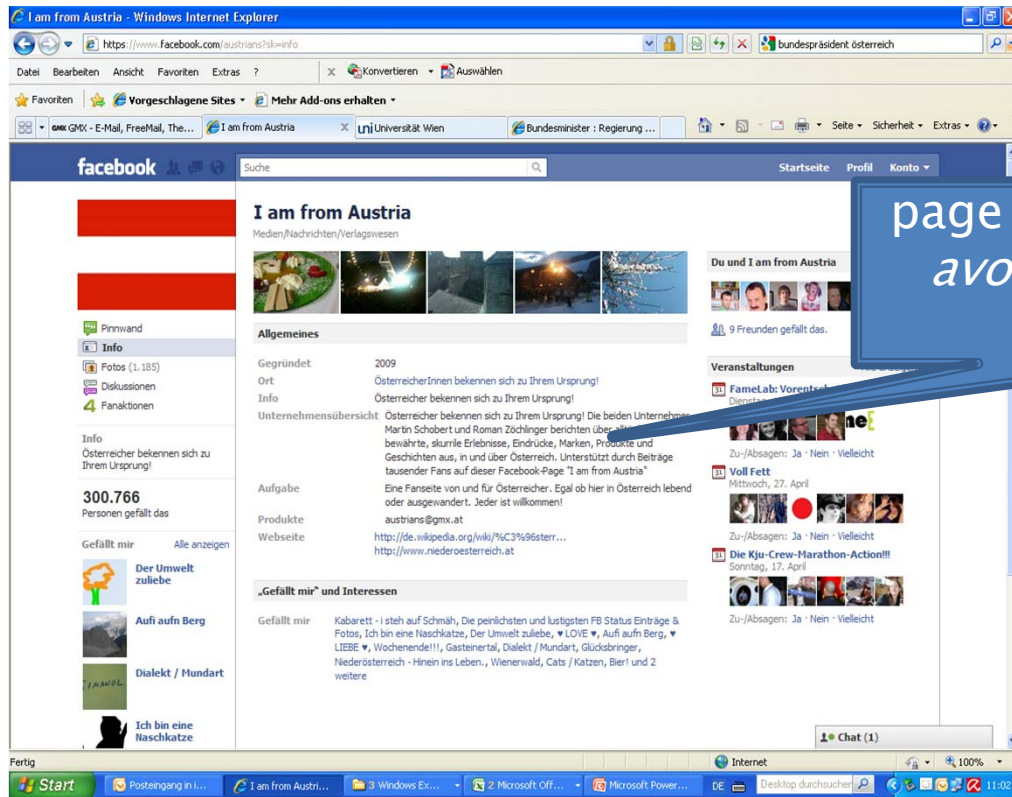 I am from Austria - Windows Internet Explorer
https://www.facebook.com/austrians?sk=info
bundespräsident österreich
Datei Bearbeiten Ansicht Favoriten Extras ?
x Konvertieren Auswählen
Favoriten Vorgeschlagene Sites Mehr Add-ons erhalten
GMX GMX - E-Mail, FreeMail, The...
I am from Austria X
uni Universität Wien
Bundesminister : Regierung ...
Seite Sicherheit Extras
facebook
Suche
Startseite Profil Konto
page
avo
I am from Austria
Medien/Nachrichten/Verlagswesen
Pinnwand
Info
Fotos (1.185)
Diskussionen
Fanaktionen
Info
Österreicher bekennen sich zu
Ihrem Ursprung!
300.766
Personen gefällt das
Gefällt mir Alle anzeigen
Der Umwelt
zuliebe
Aufi aufn Berg
Dialekt / Mundart
Ich bin eine
Naschkatze
Allgemeines
Gegründet 2009
Ort ÖsterreicherInnen bekennen sich zu Ihrem Ursprung!
Info Österreicher bekennen sich zu Ihrem Ursprung!
Unternehmensübersicht Österreicher bekennen sich zu Ihrem Ursprung! Die beiden Unternehmer
Martin Schobert und Roman Zöchlinger berichten über
bewährte, skurrile Erlebnisse, Eindrücke, Marken, Produkte und
Geschichten aus, in und über Österreich. Unterstützt durch Beiträge
tausender Fans auf dieser Facebook-Page "I am from Austria"
Aufgabe Eine Fanseite von und für Österreicher. Egal ob hier in Österreich lebend
oder ausgewandert. Jeder ist willkommen!
Produkte austrians@gmx.at
Webseite http://de.wikipedia.org/wiki/%C3%96sterr...
http://www.niederoesterreich.at
„Gefällt mir“ und Interessen
Gefällt mir Kabarett - i steh auf Schmäh, Die peinlichsten und lustigsten FB Status Einträge &
Fotos, Ich bin eine Naschkatze, Der Umwelt zuliebe, ♥ LOVE ♥, Aufi aufn Berg, ♥
LIEBE ♥, Wochenende!!!, Gasteinertal, Dialekt / Mundart, Glücksbringer,
Niederösterreich - Hinein ins Leben., Wienerwald, Cats / Katzen, Bier! und 2
weitere
Du und I am from Austria
9 Freunden gefällt das.
Veranstaltungen
31 FameLab:
Zu-/Absagen: Ja · Nein · Vielleicht
31 Voll Fett
Mittwoch, 27. April
Zu-/Absagen: Ja · Nein · Vielleicht
31 Die Kju-Crew-Marathon-Action!!!
Sonntag, 17. April
Zu-/Absagen: Ja · Nein · Vielleicht
Chat (1)
Fertig
Internet
100%
Start
Posteingang in i...
I am from Austri...
3 Windows Ex...
2 Microsoft Off...
Microsoft Power...
DE
Desktop durchsuchen
11:02